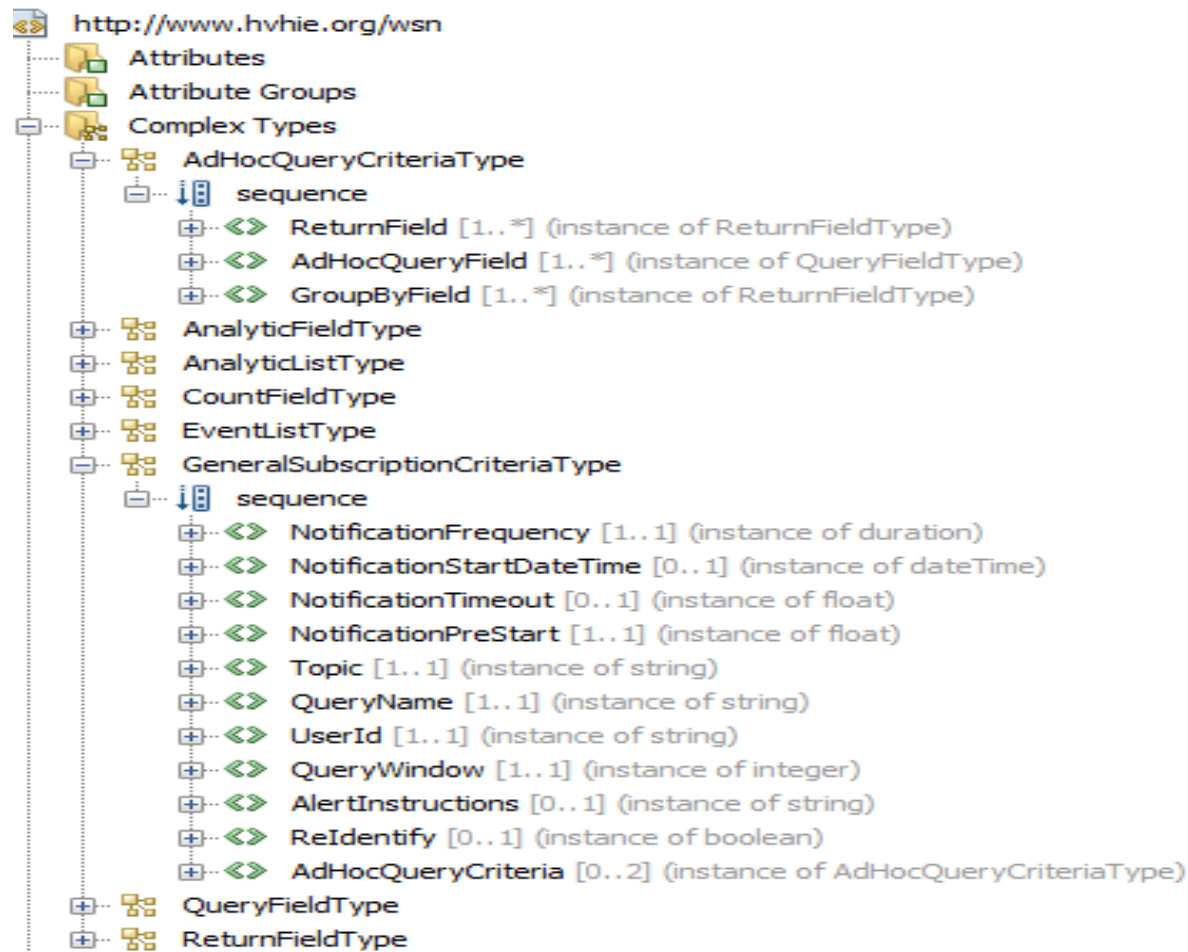 http://www.hvhie.org/wsn
Attributes
Attribute Groups
Complex Types
AdHocQueryCriteriaType
sequence
ReturnField [1..*] (instance of ReturnFieldType)
AdHocQueryField [1..*] (instance of QueryFieldType)
GroupByField [1..*] (instance of ReturnFieldType)
AnalyticFieldType
AnalyticListType
CountFieldType
EventListType
GeneralSubscriptionCriteriaType
sequence
NotificationFrequency [1..1] (instance of duration)
NotificationStartDateTime [0..1] (instance of dateTime)
NotificationTimeout [0..1] (instance of float)
NotificationPreStart [1..1] (instance of float)
Topic [1..1] (instance of string)
QueryName [1..1] (instance of string)
UserId [1..1] (instance of string)
QueryWindow [1..1] (instance of integer)
AlertInstructions [0..1] (instance of string)
ReIdentify [0..1] (instance of boolean)
AdHocQueryCriteria [0..2] (instance of AdHocQueryCriteriaType)
QueryFieldType
ReturnFieldType